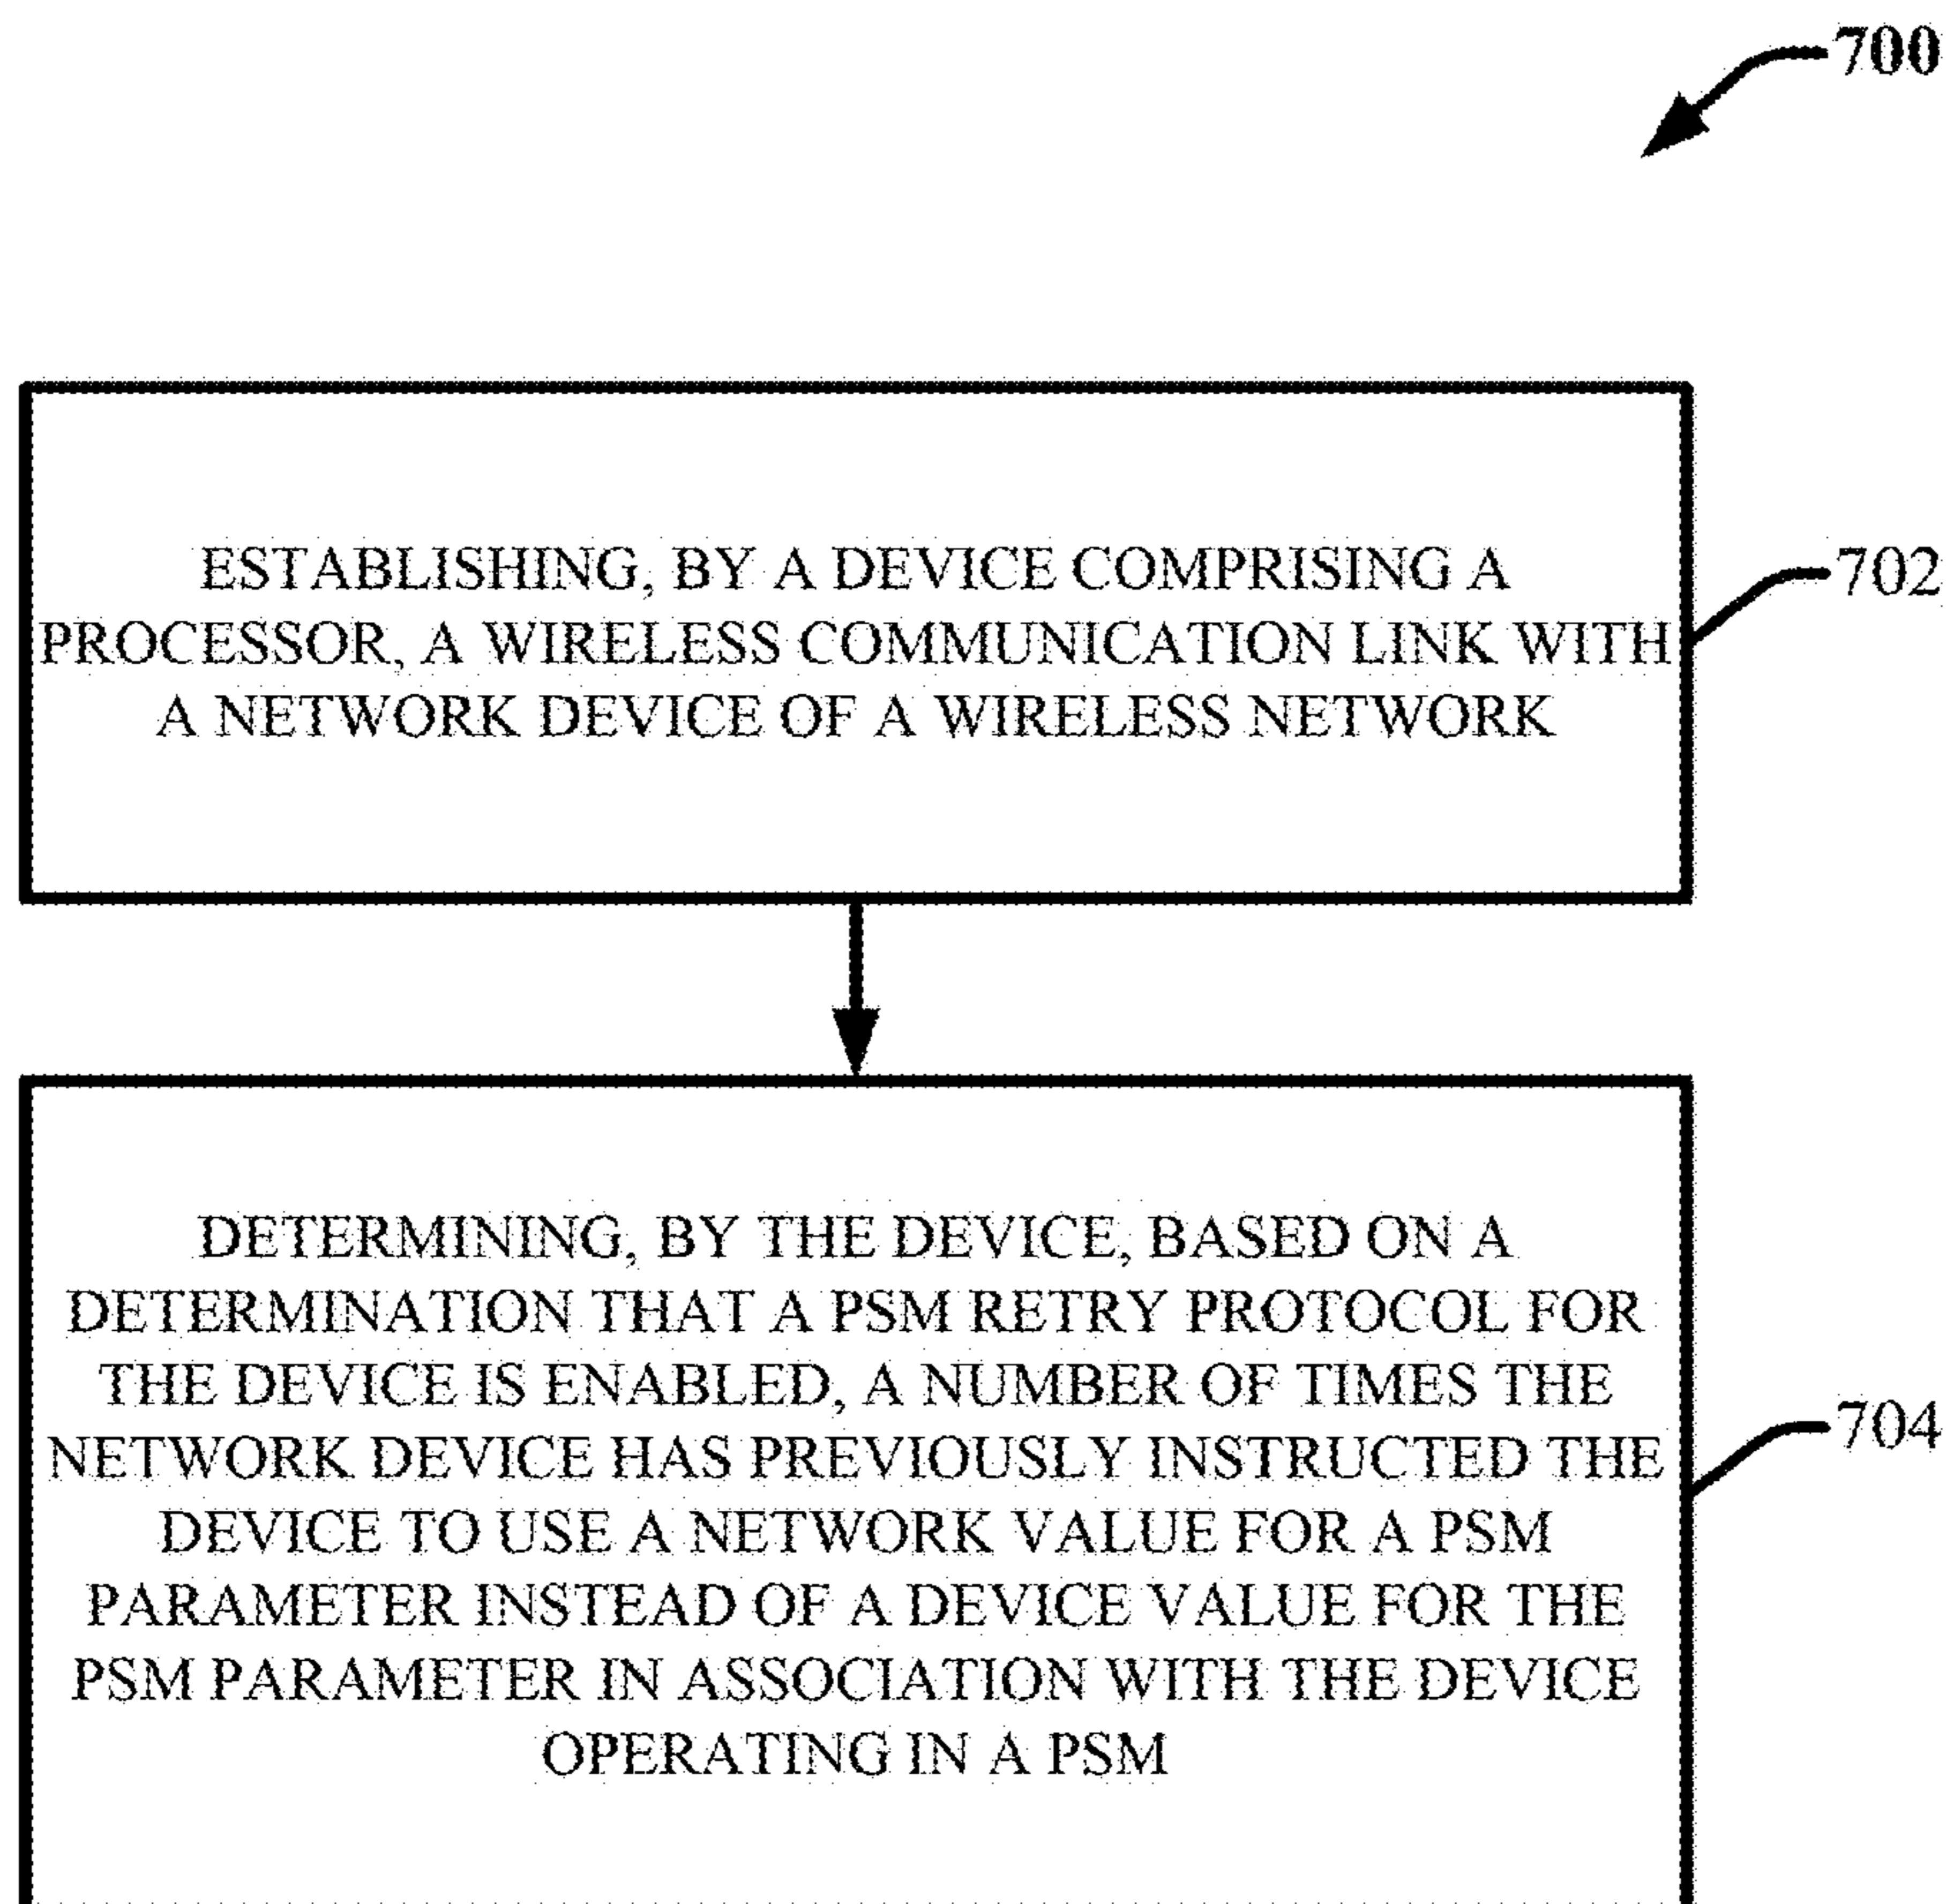 700
ESTABLISHING, BY A DEVICE COMPRISING A
PROCESSOR, A WIRELESS COMMUNICATION LINK WITH
A NETWORK DEVICE OF A WIRELESS NETWORK
702
DETERMINING, BY THE DEVICE, BASED ON A
DETERMINATION THAT A PSM RETRY PROTOCOL FOR
THE DEVICE IS ENABLED, A NUMBER OF TIMES THE
NETWORK DEVICE HAS PREVIOUSLY INSTRUCTED THE
DEVICE TO USE A NETWORK VALUE FOR A PSM
PARAMETER INSTEAD OF A DEVICE VALUE FOR THE
PSM PARAMETER IN ASSOCIATION WITH THE DEVICE
OPERATING IN A PSM
704